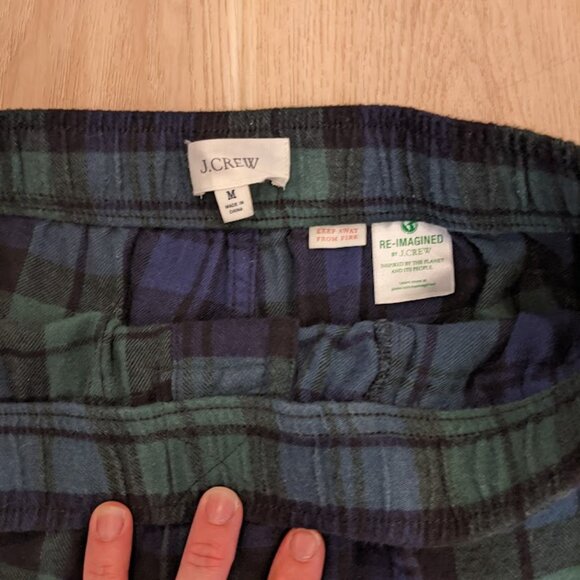 J.CREW
M
MADE IN
CHINA
KEEP AWAY
FROM FIRE
RE-IMAGINED
BY J.CREW
INSPIRED BY THE PLANET
AND ITS PEOPLE.